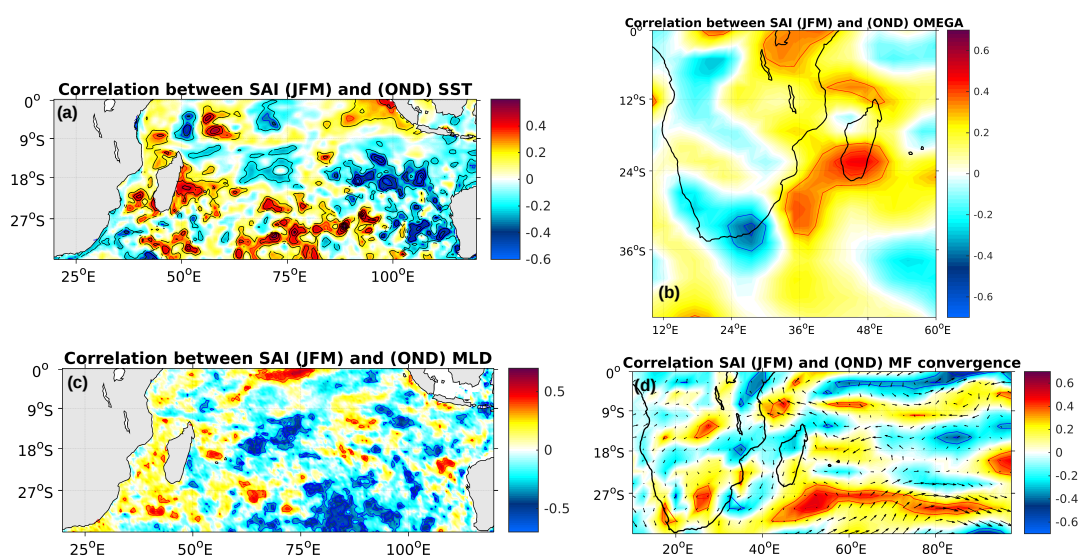 Correlation between SAI (JFM) and (OND) SST
(a)
0°
9°S
18°S
27°S
25°E
50°E
75°E
100°E
0.4
0.2
0
-0.2
-0.4
-0.6
Correlation between SAI (JFM) and (OND) OMEGA
(b)
0°
12°S
24°S
36°S
12°E
24°E
36°E
48°E
60°E
0.6
0.4
0.2
0
-0.2
-0.4
-0.6
Correlation between SAI (JFM) and (OND) MLD
(c)
0°
9°S
18°S
27°S
25°E
50°E
75°E
100°E
0.5
0
-0.5
Correlation SAI (JFM) and (OND) MF convergence
(d)
0°
9°S
18°S
27°S
20°E
40°E
60°E
80°E
0.6
0.4
0.2
0
-0.2
-0.4
-0.6